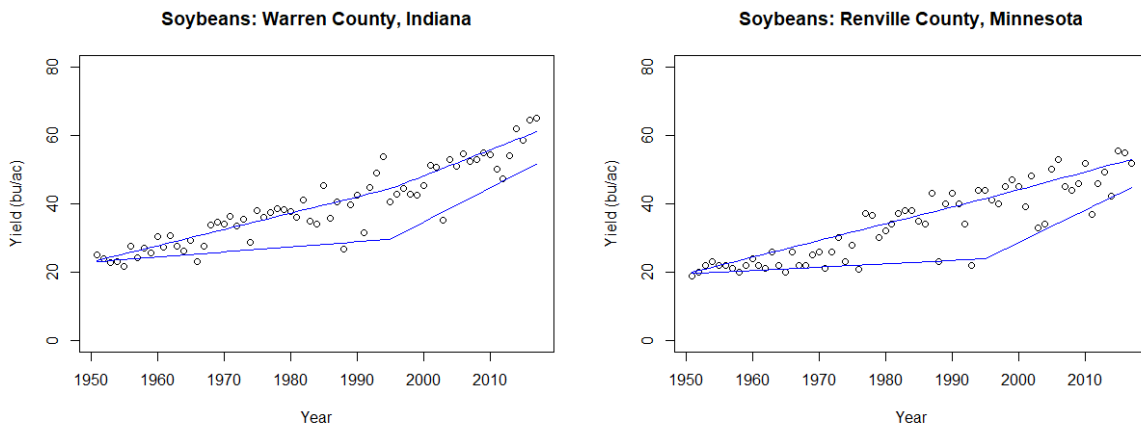 Soybeans: Warren County, Indiana
80
60
40
20
0
Yield (bu/ac)
1950 1960 1970 1980 1990 2000 2010
Year
Soybeans: Renville County, Minnesota
80
60
40
20
0
Yield (bu/ac)
1950 1960 1970 1980 1990 2000 2010
Year